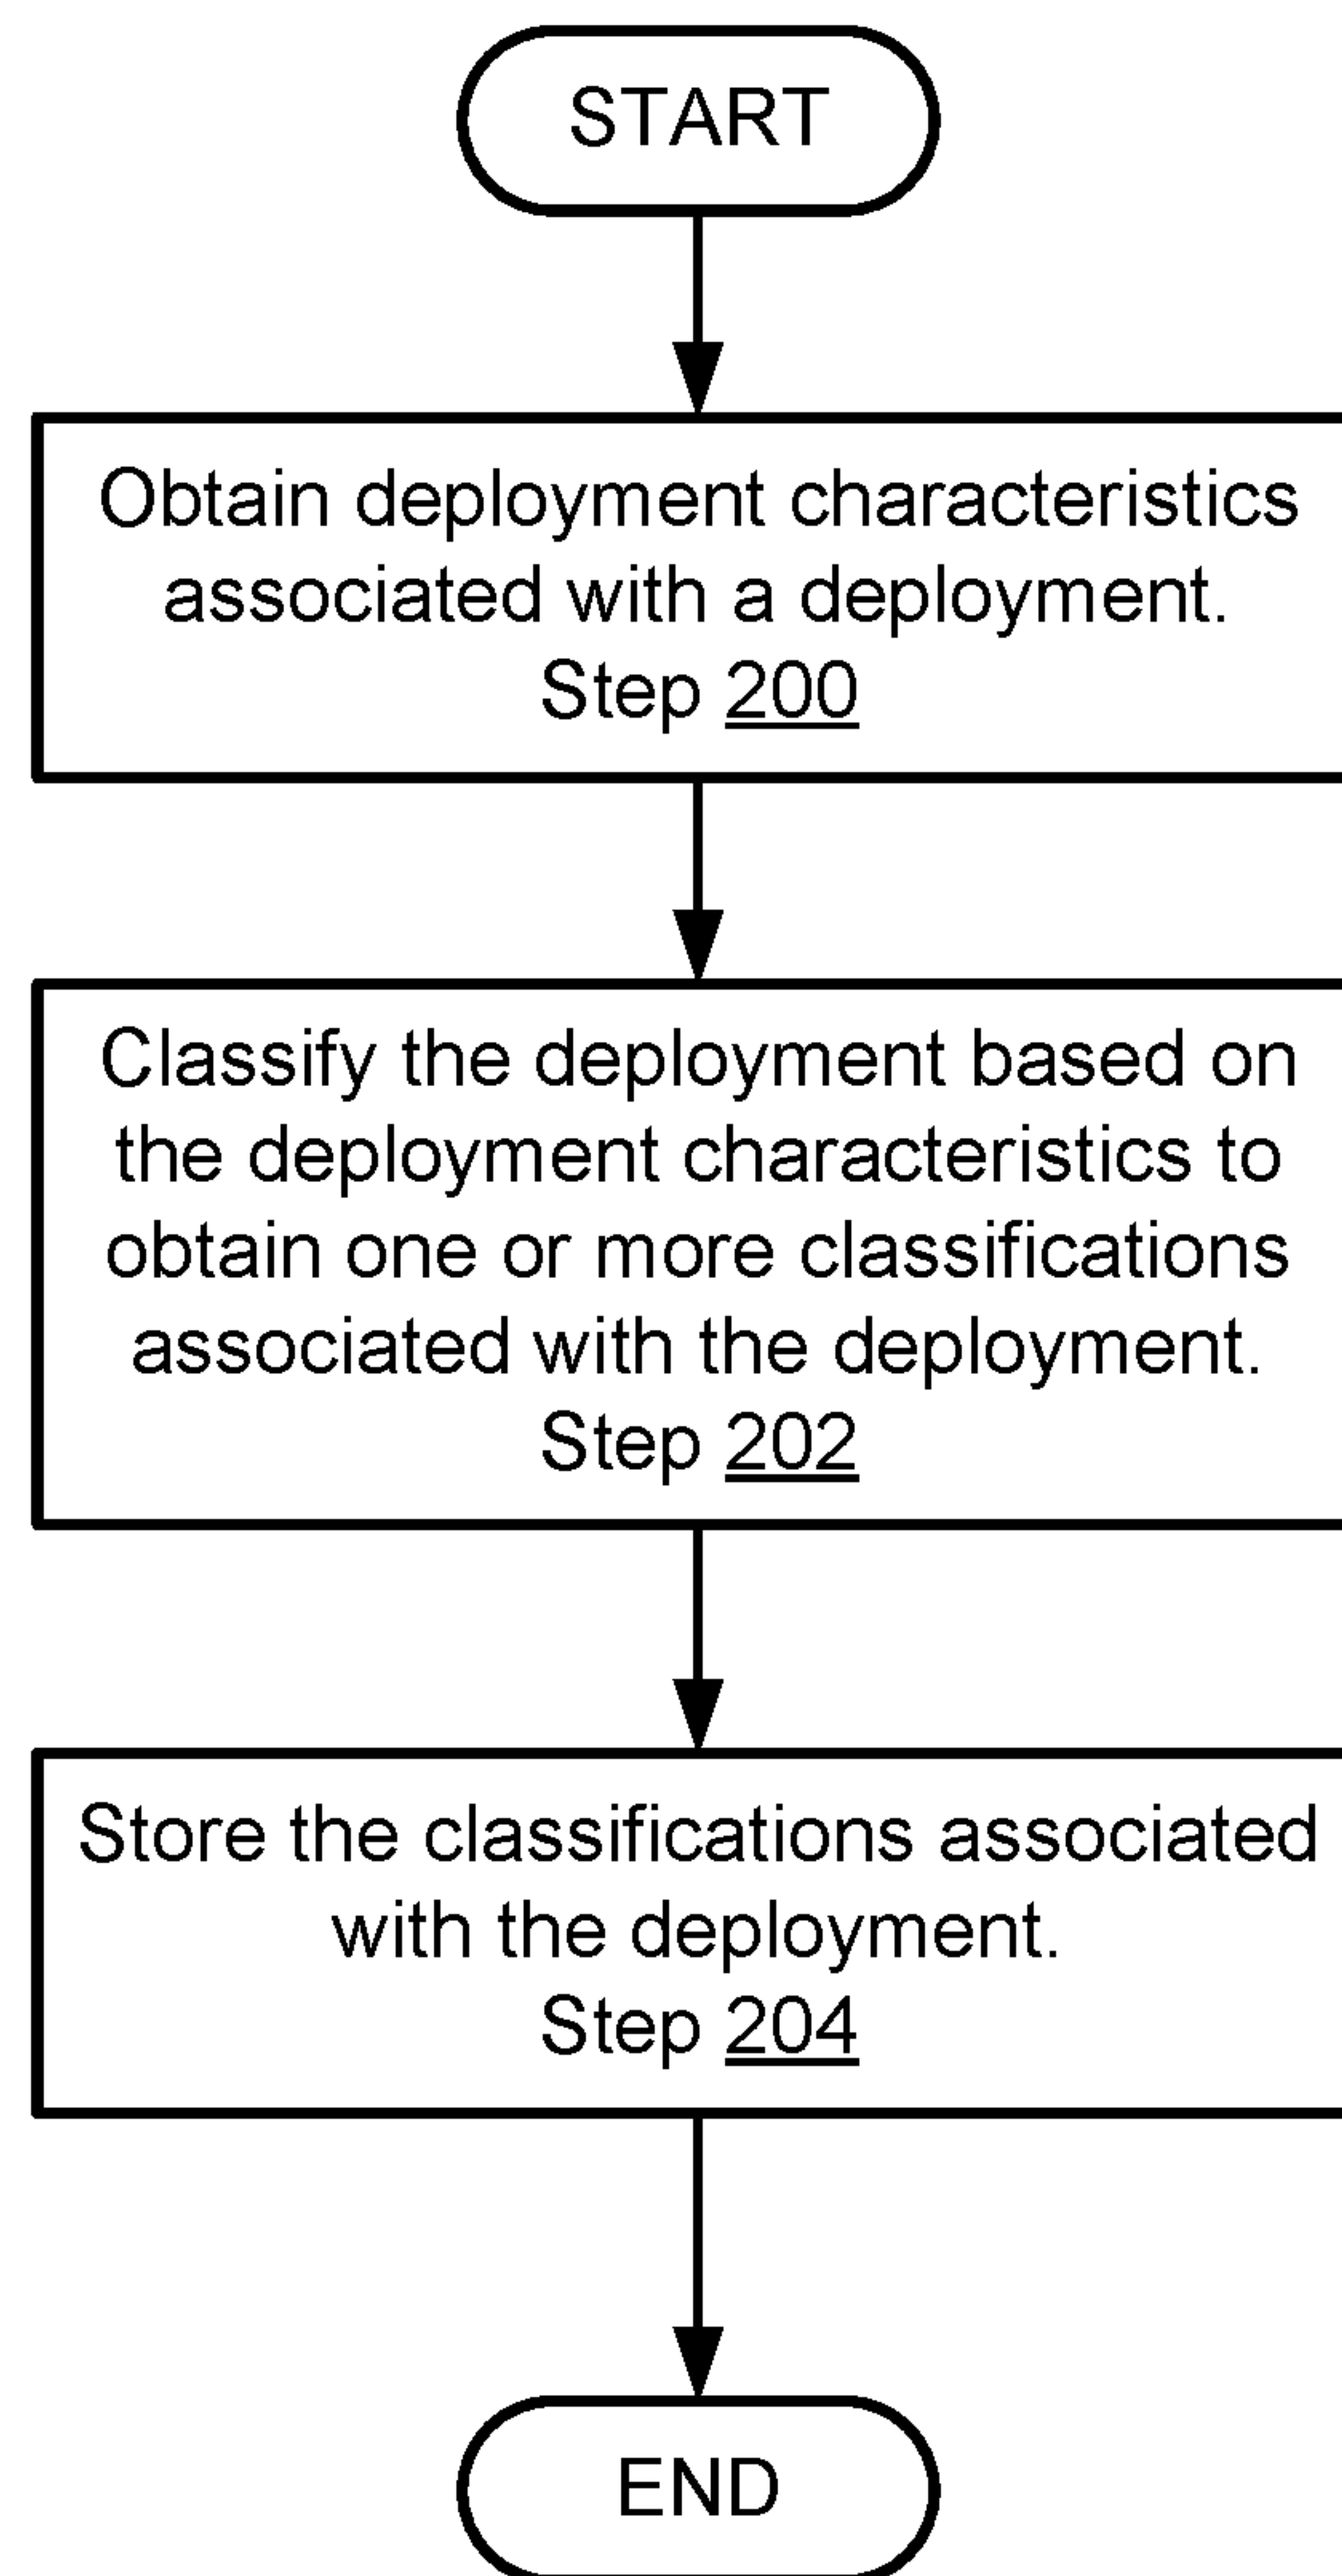 START
Obtain deployment characteristics
associated with a deployment.
Step 200
Classify the deployment based on
the deployment characteristics to
obtain one or more classifications
associated with the deployment.
Step 202
Store the classifications associated
with the deployment.
Step 204
END